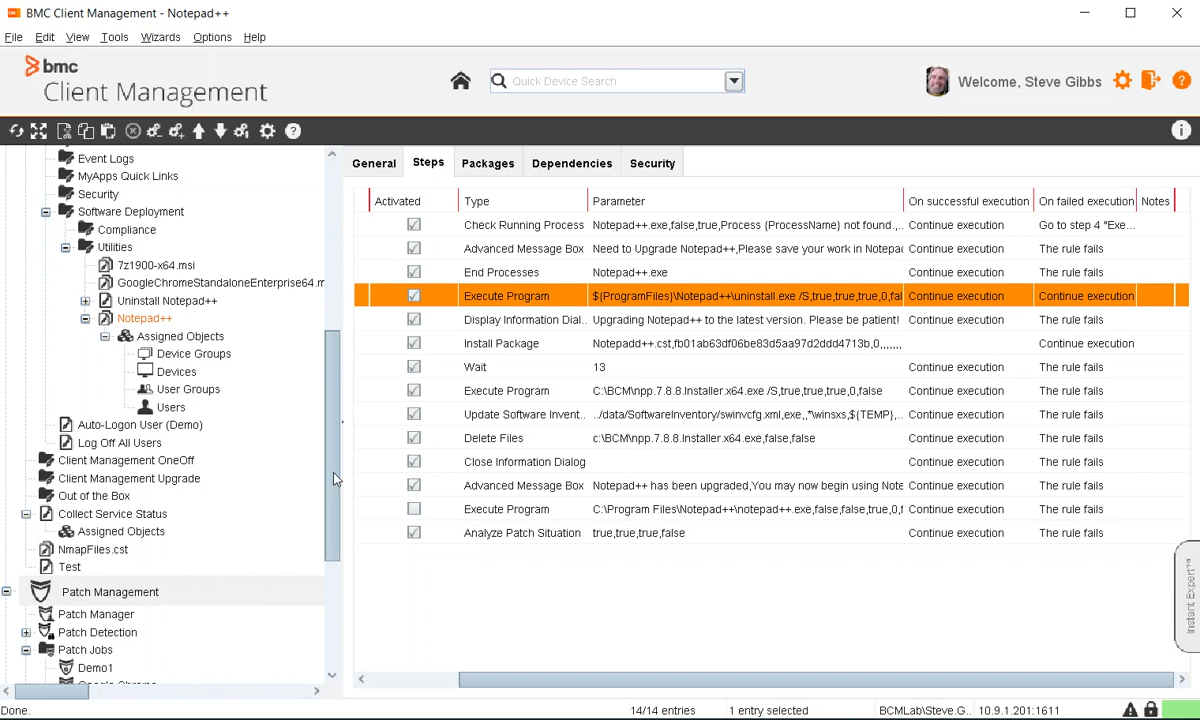 BMC Client Management - Notepad++
File Edit View Tools Wizards Options Help
bmc
Client Management
Quick Device Search
Welcome, Steve Gibbs
Event Logs
MyApps Quick Links
Security
Software Deployment
Compliance
Utilities
7z1900-x64.msi
GoogleChromeStandaloneEnterprise64.m
Uninstall Notepad++
Notepad++
Assigned Objects
Device Groups
Devices
User Groups
Users
Auto-Logon User (Demo)
Log Off All Users
Client Management OneOff
Client Management Upgrade
Out of the Box
Collect Service Status
Assigned Objects
NmapFiles.cst
Test
Patch Management
Patch Manager
Patch Detection
Patch Jobs
Demo1
General Steps Packages Dependencies Security
Activated Type Parameter On successful execution On failed execution Notes
Check Running Process Notepad++.exe,false,true,Process {ProcessName} not found.,.. Continue execution Go to step 4 "Exe...
Advanced Message Box Need to Upgrade Notepad++,Please save your work in Notepad Continue execution The rule fails
End Processes Notepad++.exe Continue execution The rule fails
Execute Program ${ProgramFiles}\Notepad++\uninstall.exe /S,true,true,true,0,fal Continue execution Continue execution
Display Information Dial.. Upgrading Notepad++ to the latest version. Please be patient! Continue execution The rule fails
Install Package Notepadd++.cst,fb01ab63df06be83d5aa97d2ddd4713b,0,,,,,,, Continue execution
Wait 13 Continue execution The rule fails
Execute Program C:\BCM\npp.7.8.8.Installer.x64.exe /S,true,true,true,0,false Continue execution The rule fails
Update Software Invent.. ../data/SoftwareInventory/swinvcfg.xml,exe,,*\winsxs,${TEMP},.. Continue execution The rule fails
Delete Files c:\BCM\npp.7.8.8.Installer.x64.exe,false,false Continue execution The rule fails
Close Information Dialog Continue execution The rule fails
Advanced Message Box Notepad++ has been upgraded,You may now begin using Note Continue execution The rule fails
Execute Program C:\Program Files\Notepad++\notepad++.exe,false,false,true,0,f Continue execution The rule fails
Analyze Patch Situation true,true,true,false Continue execution The rule fails
Instant Expert™
Done. 14/14 entries 1 entry selected BCMLab\Steve.G.. 10.9.1.201:1611